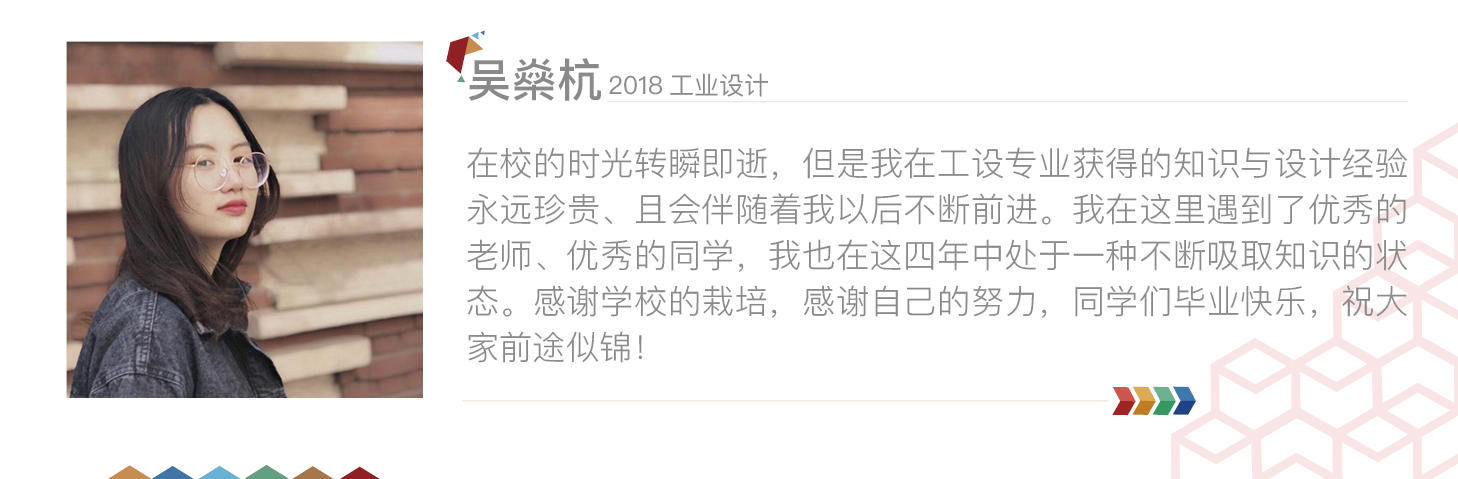 吴燊杭 2018 工业设计
在校的时光转瞬即逝，但是我在工设专业获得的知识与设计经验
永远珍贵、且会伴随着我以后不断前进。我在这里遇到了优秀的
老师、优秀的同学，我也在这四年中处于一种不断吸取知识的状
态。感谢学校的栽培，感谢自己的努力，同学们毕业快乐，祝大
家前途似锦！